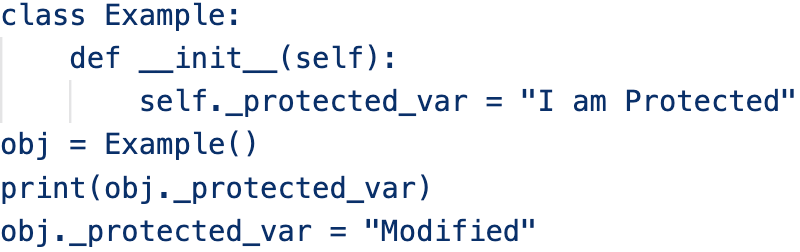 class Example:
    def __init__(self):
        self._protected_var = "I am Protected"
obj = Example()
print(obj._protected_var)
obj._protected_var = "Modified"